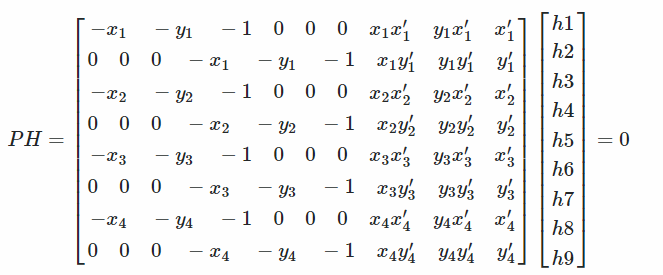 −x₁ −y₁ −1 0 0 0 x₁x′₁ y₁x′₁ x′₁ h1
0 0 0 −x₁ −y₁ −1 x₁y′₁ y₁y′₁ y′₁ h2
−x₂ −y₂ −1 0 0 0 x₂x′₂ y₂x′₂ x′₂ h3
0 0 0 −x₂ −y₂ −1 x₂y′₂ y₂y′₂ y′₂ h4
PH = = 0
−x₃ −y₃ −1 0 0 0 x₃x′₃ y₃x′₃ x′₃ h5
0 0 0 −x₃ −y₃ −1 x₃y′₃ y₃y′₃ y′₃ h6
−x₄ −y₄ −1 0 0 0 x₄x′₄ y₄x′₄ x′₄ h7
0 0 0 −x₄ −y₄ −1 x₄y′₄ y₄y′₄ y′₄ h8
h9